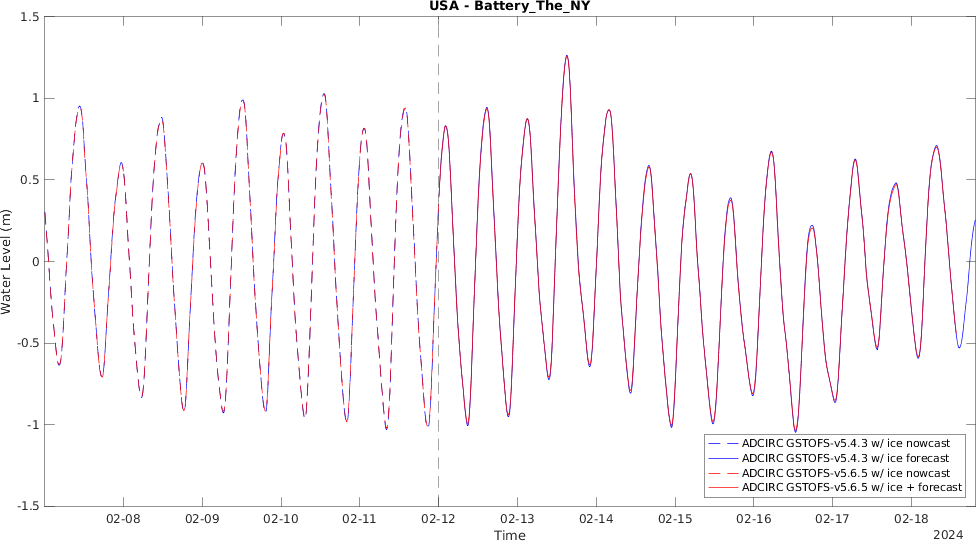 USA - Battery_The_NY
1.5
1
0.5
0
-0.5
-1
-1.5
Water Level (m)
02-08 02-09 02-10 02-11 02-12 02-13 02-14 02-15 02-16 02-17 02-18
Time
2024
ADCIRC GSTOFS-v5.4.3 w/ ice nowcast
ADCIRC GSTOFS-v5.4.3 w/ ice forecast
ADCIRC GSTOFS-v5.6.5 w/ ice nowcast
ADCIRC GSTOFS-v5.6.5 w/ ice + forecast